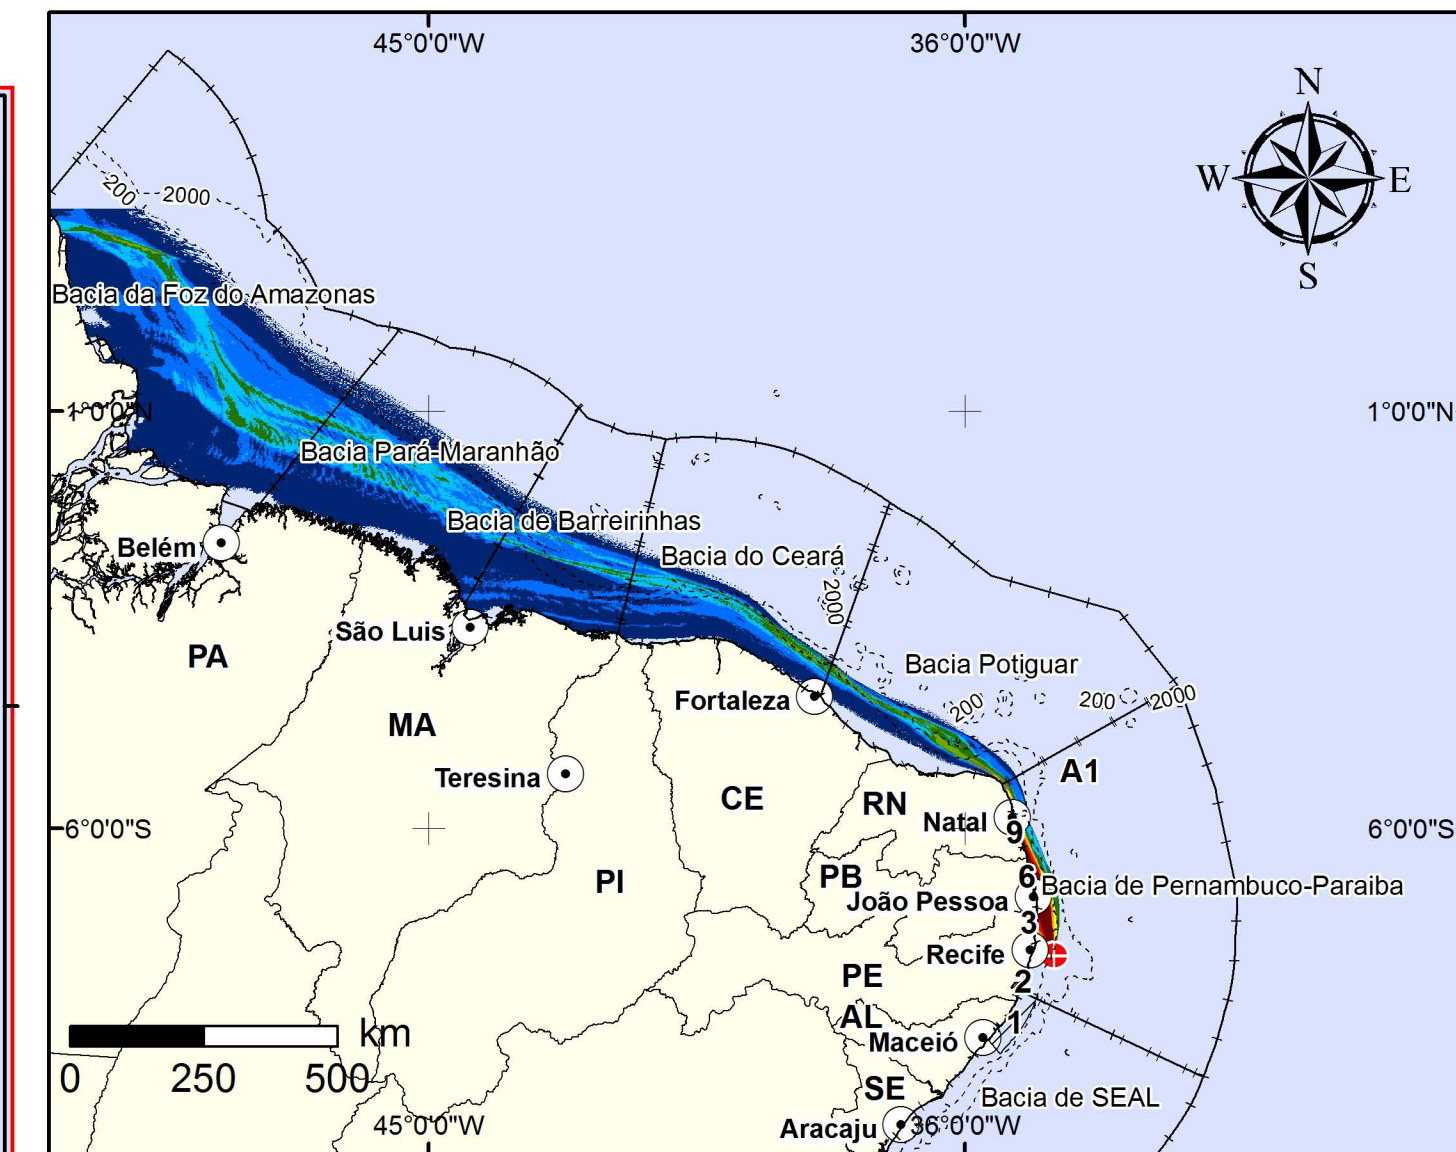 45°0'0"W
36°0'0"W
N
W
E
S
200
2000
Bacia da Foz do Amazonas
1°0'0"N
1°0'0"N
Bacia Pará-Maranhão
Bacia de Barreirinhas
Belém
Bacia do Ceará
2000
São Luis
PA
Bacia Potiguar
Fortaleza
200
200
2000
MA
Teresina
A1
CE
RN
Natal
9
6°0'0"S
6°0'0"S
PI
PB
6
Bacia de Pernambuco-Paraiba
João Pessoa
3
Recife
PE
2
AL
1
km
Maceió
0
250
500
SE
Bacia de SEAL
45°0'0"W
Aracaju
36°0'0"W